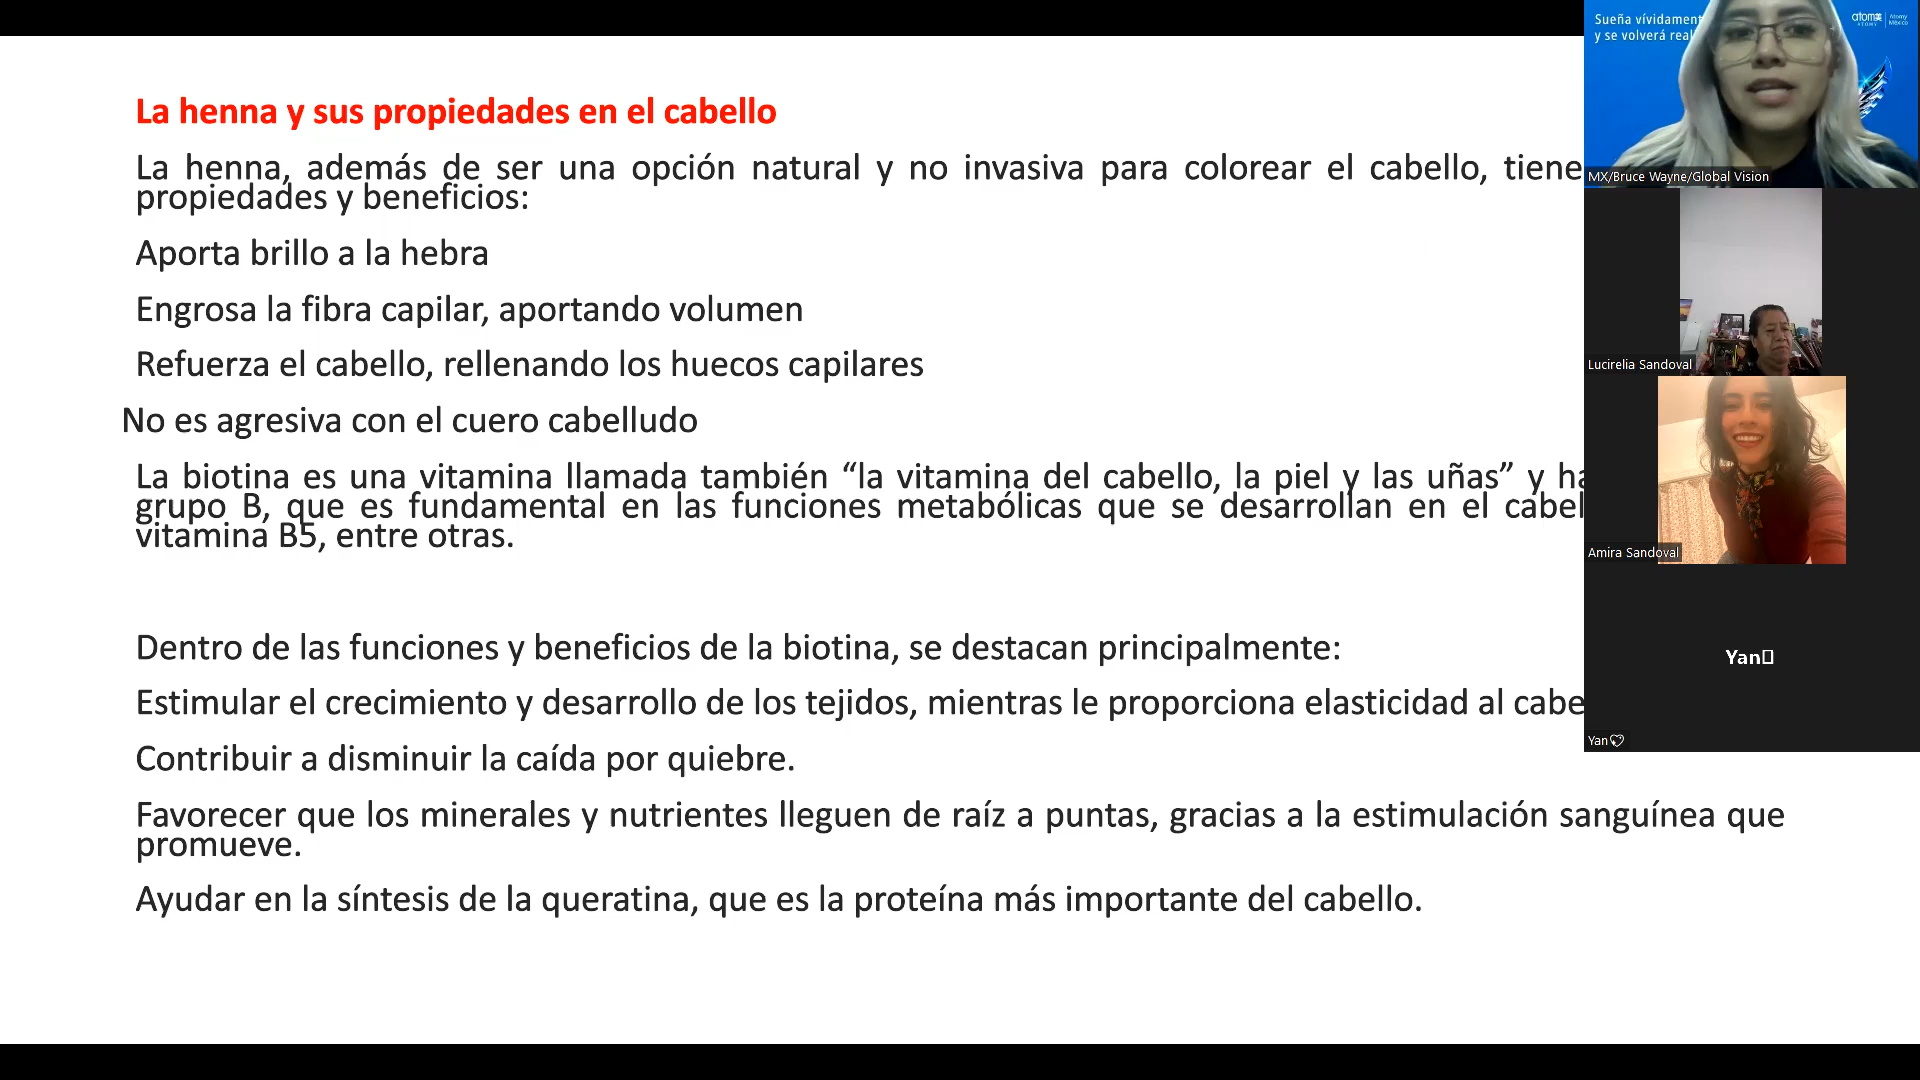 La henna y sus propiedades en el cabello
La henna, además de ser una opción natural y no invasiva para colorear el cabello, tiene
propiedades y beneficios:
Aporta brillo a la hebra
Engrosa la fibra capilar, aportando volumen
Refuerza el cabello, rellenando los huecos capilares
No es agresiva con el cuero cabelludo
La biotina es una vitamina llamada también “la vitamina del cabello, la piel y las uñas” y
grupo B, que es fundamental en las funciones metabólicas que se desarrollan en el
vitamina B5, entre otras.
Dentro de las funciones y beneficios de la biotina, se destacan principalmente:
Estimular el crecimiento y desarrollo de los tejidos, mientras le proporciona elasticidad al
Contribuir a disminuir la caída por quiebre.
Favorecer que los minerales y nutrientes lleguen de raíz a puntas, gracias a la estimulación sanguínea que
promueve.
Ayudar en la síntesis de la queratina, que es la proteína más importante del cabello.
Sueña vívidament
y se volverá real
atom美 Atomy
ATOMY México
MX/Bruce Wayne/Global Vision
Lucirelia Sandoval
Amira Sandoval
Yan
Yan